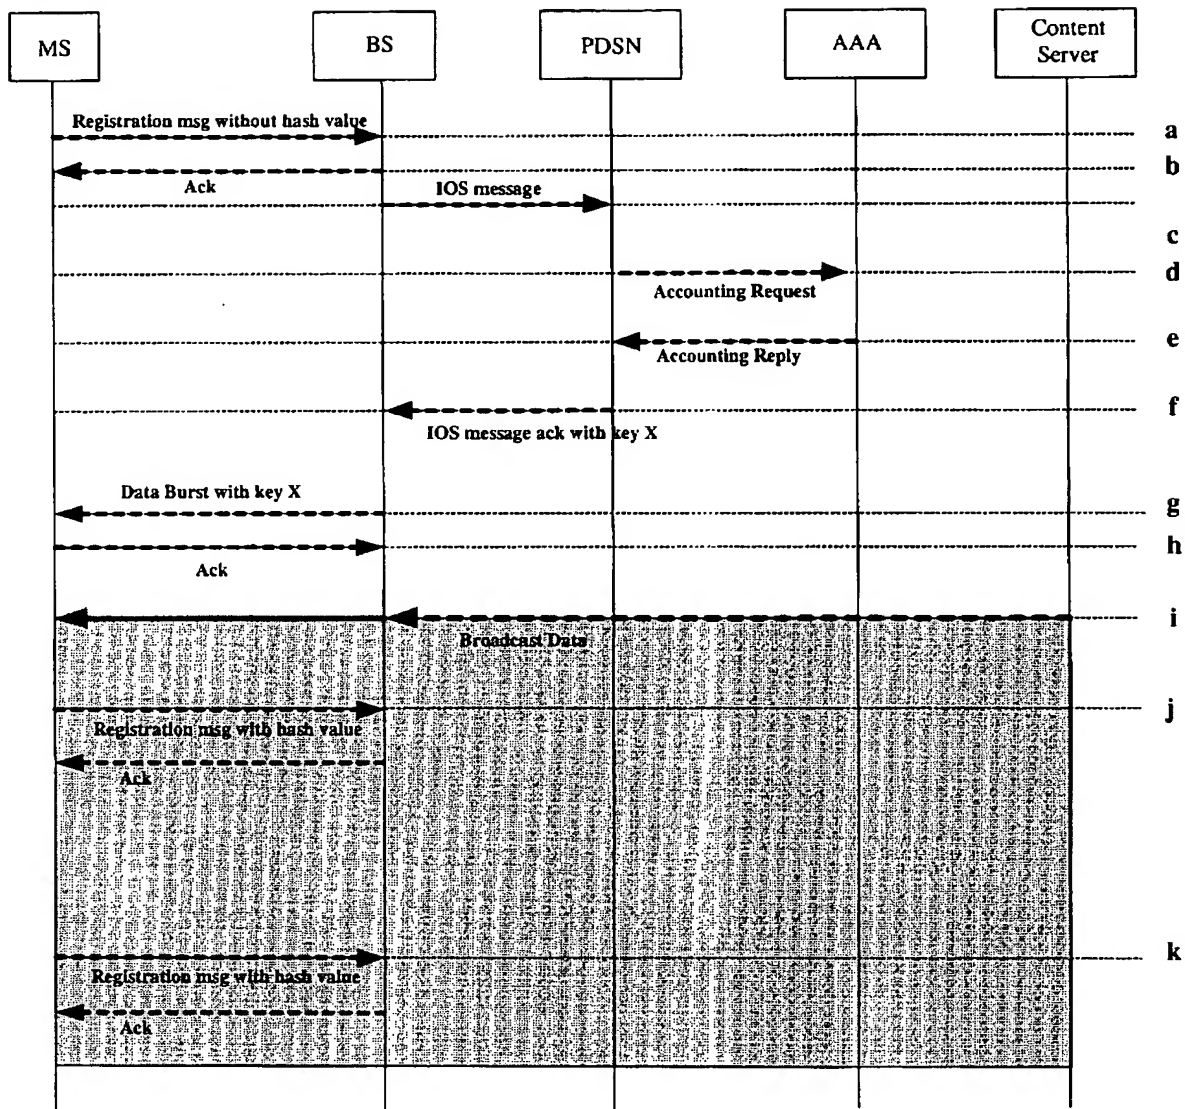 MS
BS
PDSN
AAA
Content
Server
Registration msg without hash value
a
b
Ack
IOS message
c
d
Accounting Request
e
Accounting Reply
f
IOS message ack with key X
Data Burst with key X
g
h
Ack
i
Broadcast Data
j
Registration msg with hash value
Ack
k
Registration msg with hash value
Ack